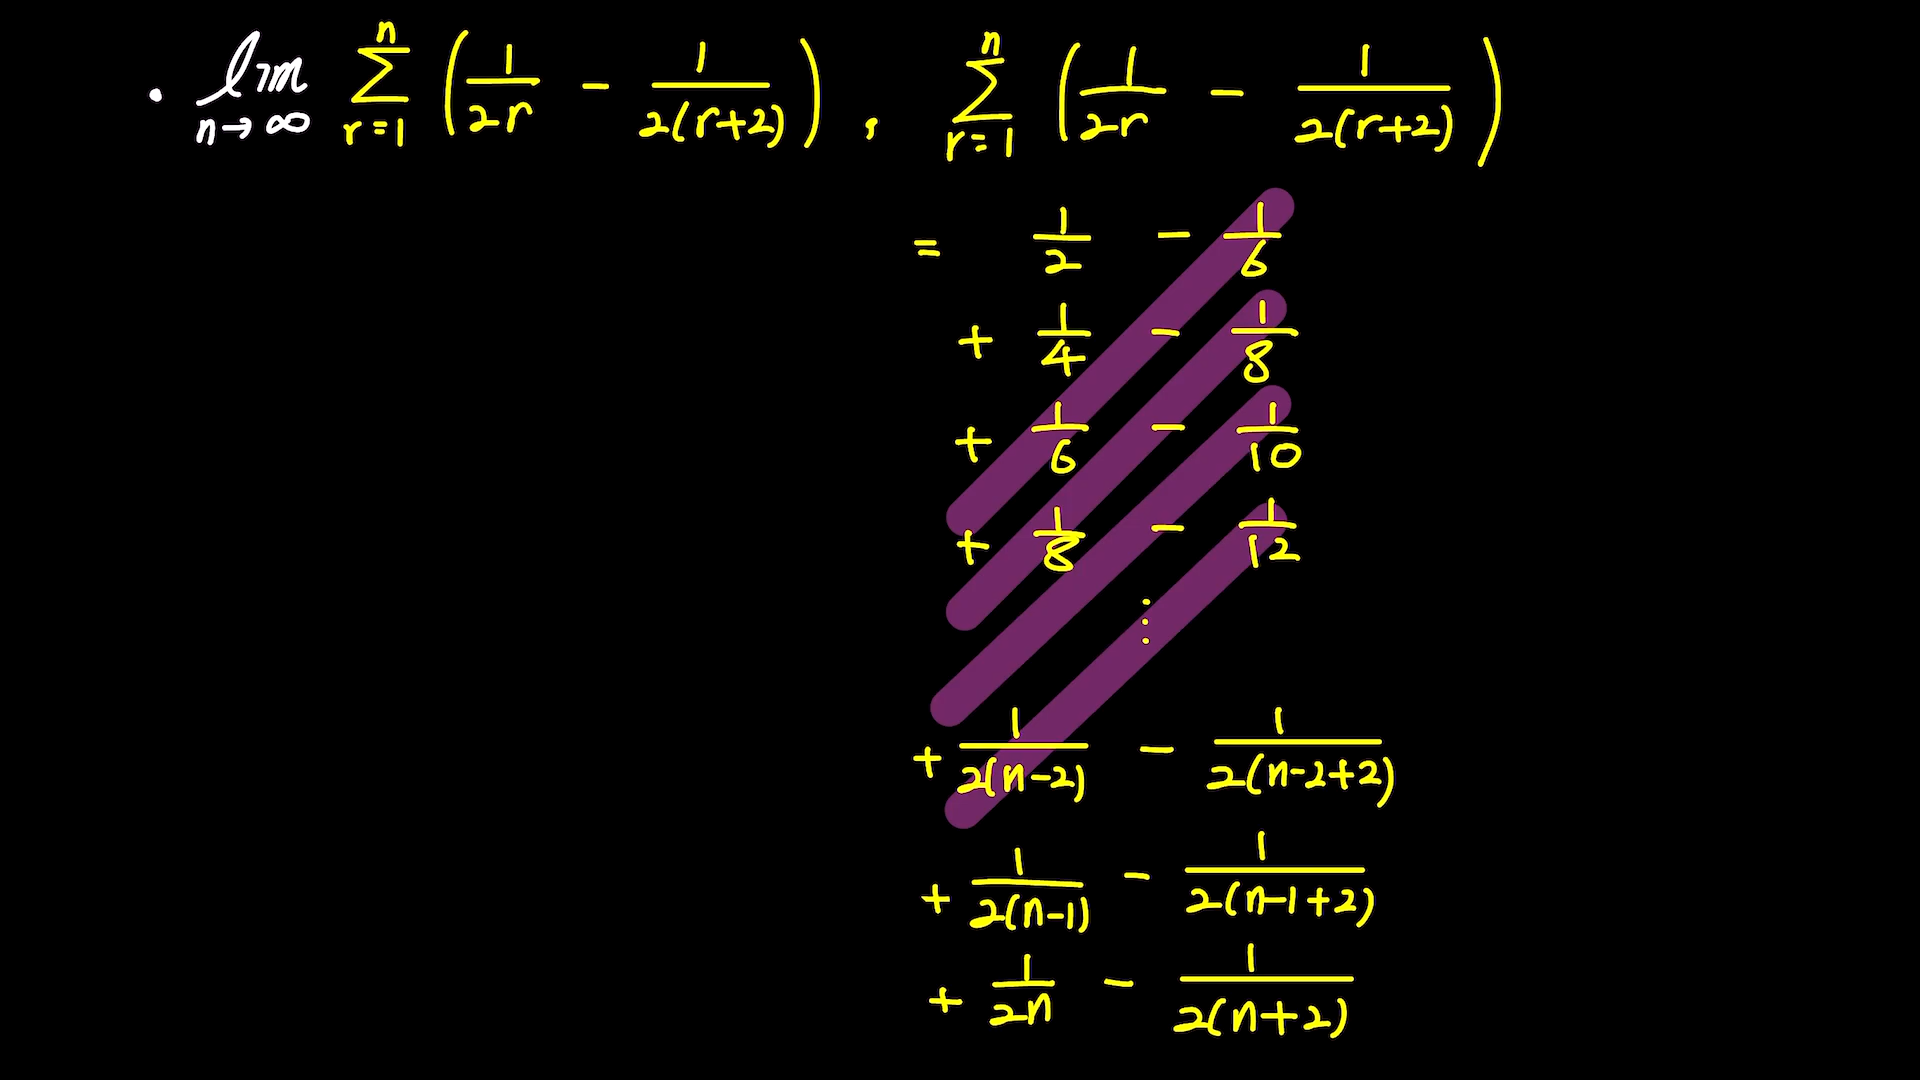 · lim_{n→∞} ∑_{r=1}^{n} (1/2r − 1/2(r+2)) , ∑_{r=1}^{n} (1/2r − 1/2(r+2))
= 1/2 − 1/6
+ 1/4 − 1/8
+ 1/6 − 1/10
+ 1/8 − 1/12
⋮
+ 1/2(n−2) − 1/2(n−2+2)
+ 1/2(n−1) − 1/2(n−1+2)
+ 1/2n − 1/2(n+2)